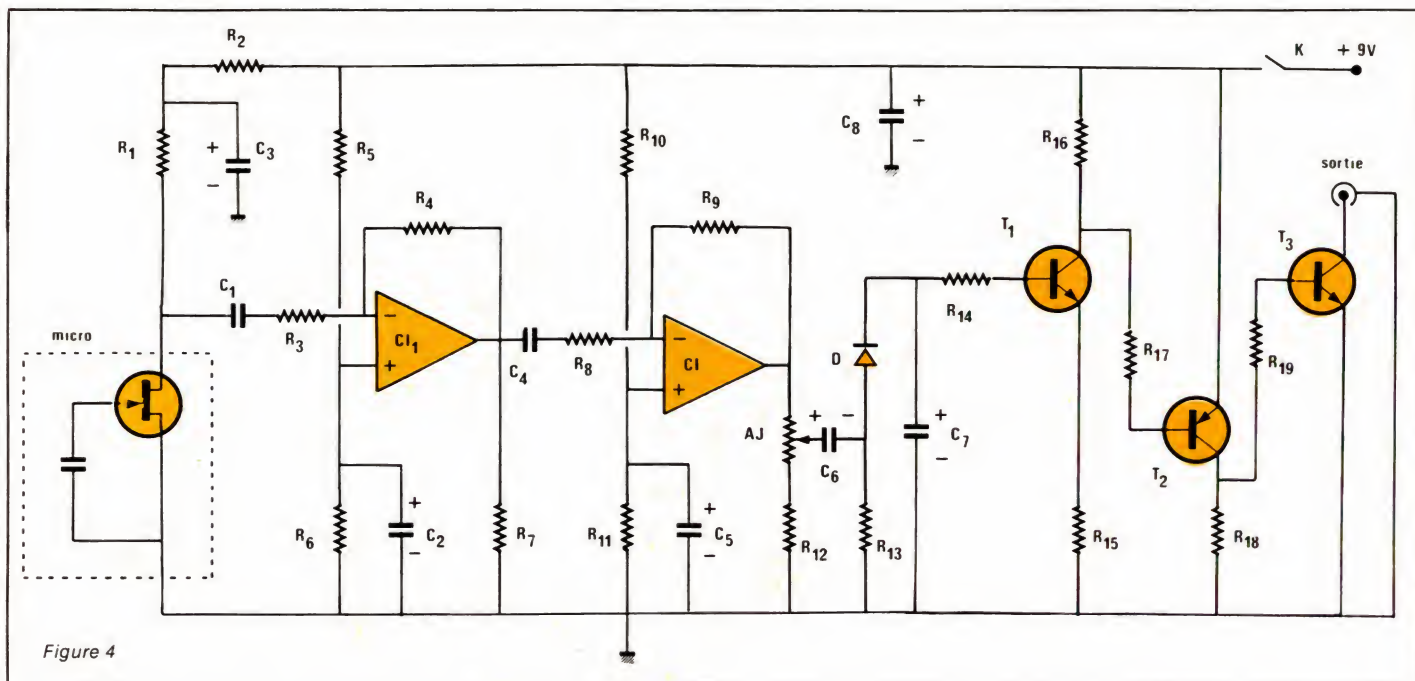 R2
K + 9V
R1
+
C3
−
R5
R10
C8
+
−
R16
sortie
R4
R9
T1
T3
C1
R3
−
CI1
+
C4
R8
−
CI
+
D
R14
R17
R19
micro
AJ
+ −
C6
+
C7
−
T2
R6
+
C2
−
R7
R11
+
C5
−
R12
R13
R15
R18
Figure 4